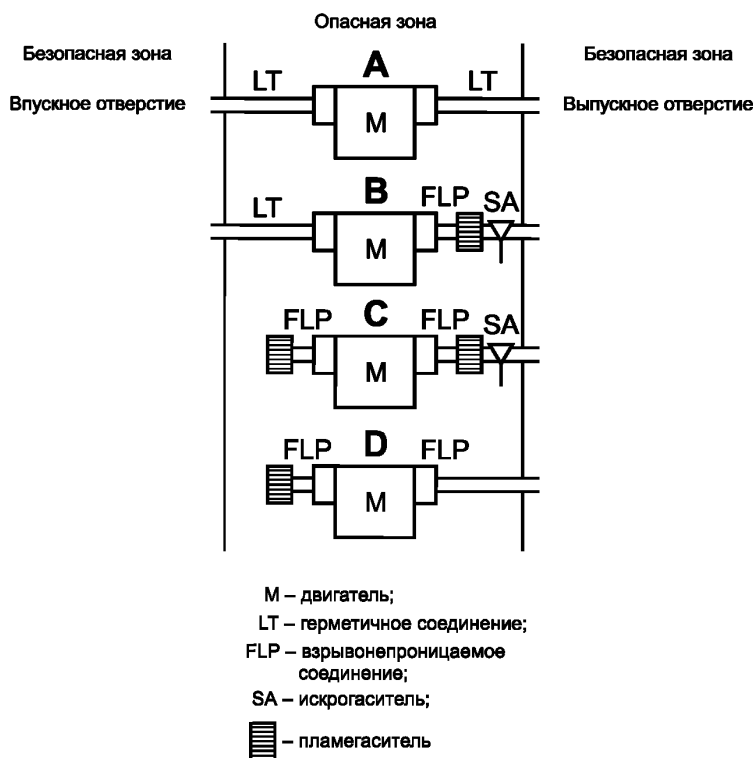 Опасная зона
Безопасная зона
Безопасная зона
A
LT
LT
Впускное отверстие
Выпускное отверстие
M
B
FLP
SA
LT
M
C
FLP
FLP
SA
M
D
FLP
FLP
M
M – двигатель;
LT – герметичное соединение;
FLP – взрывонепроницаемое
соединение;
SA – искрогаситель;
– пламегаситель